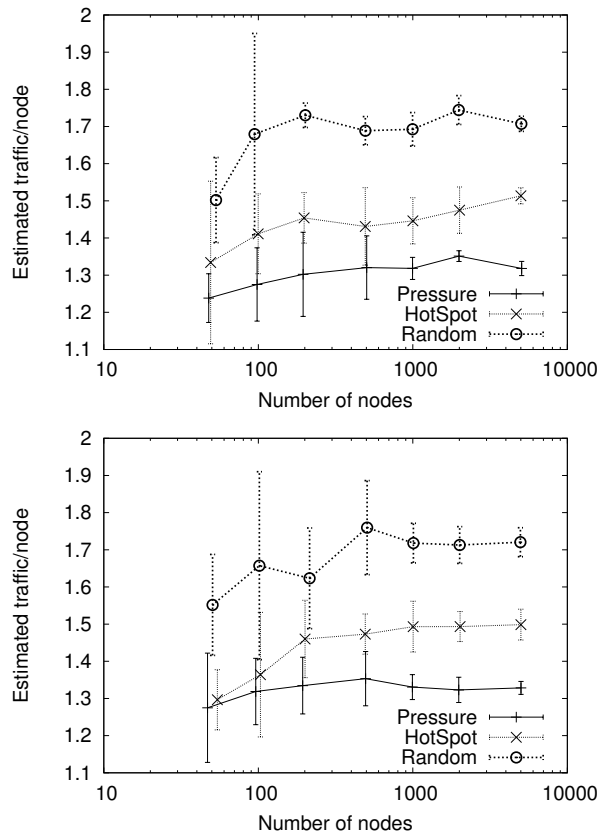 2
1.9
1.8
1.7
1.6
1.5
1.4
1.3
1.2
1.1
Estimated traffic/node
Pressure
HotSpot
Random
10 100 1000 10000
Number of nodes
2
1.9
1.8
1.7
1.6
1.5
1.4
1.3
1.2
1.1
Estimated traffic/node
Pressure
HotSpot
Random
10 100 1000 10000
Number of nodes